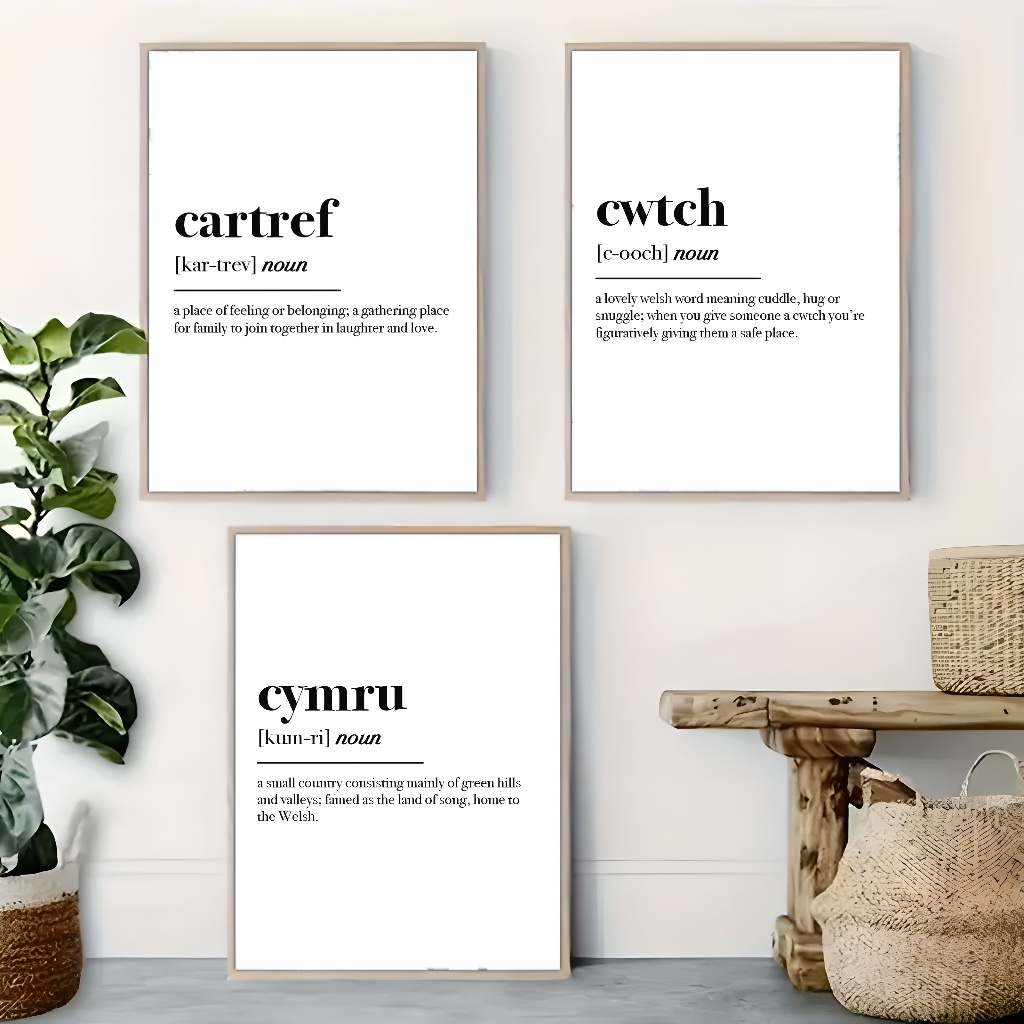 cartref
[kar-trev] noun
a place of feeling or belonging; a gathering place
for family to join together in laughter and love.
cwtch
[c-ooch] noun
a lovely welsh word meaning cuddle, hug or
snuggle; when you give someone a cwtch you're
figuratively giving them a safe place.
cymru
[kum-ri] noun
a small country consisting mainly of green hills
and valleys; famed as the land of song, home to
the Welsh.